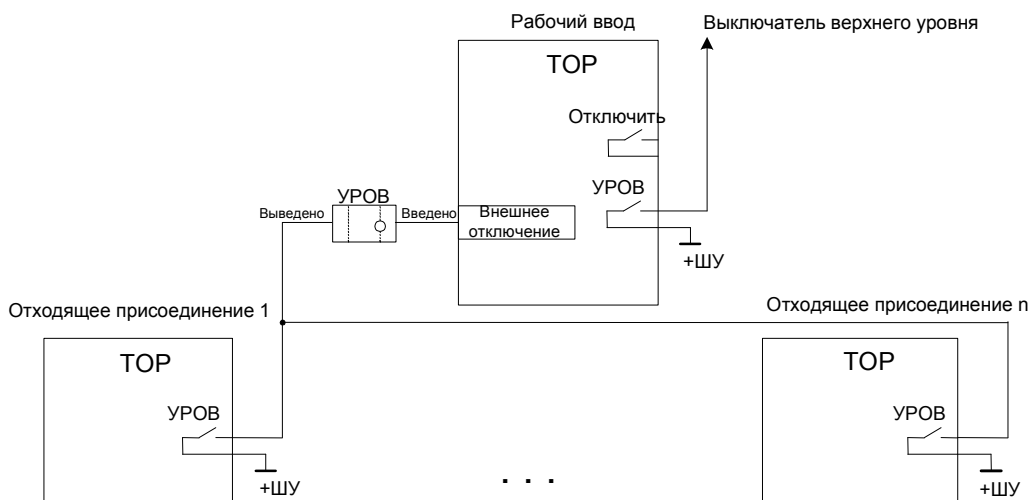 Рабочий ввод
Выключатель верхнего уровня
ТОР
Отключить
УРОВ
УРОВ
Выведено
Введено
Внешнее
отключение
+ШУ
Отходящее присоединение 1
Отходящее присоединение n
ТОР
ТОР
УРОВ
УРОВ
+ШУ
. . .
+ШУ